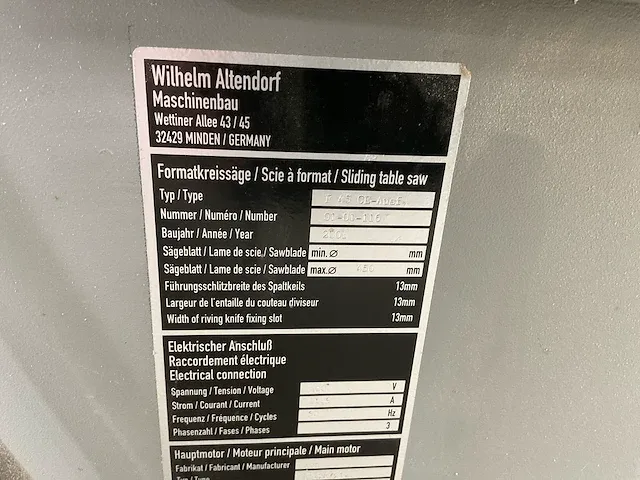 Wilhelm Altendorf
Maschinenbau
Wettiner Allee 43 / 45
32429 MINDEN / GERMANY
Formatkreissäge / Scie à format / Sliding table saw
Typ / Type
Nummer / Numéro / Number
Baujahr / Année / Year
Sägeblatt / Lame de scie / Sawblade min. ⌀ mm
Sägeblatt / Lame de scie / Sawblade max. ⌀ 450 mm
Führungsschlitzbreite des Spaltkeils 13mm
Largeur de l'entaille du couteau diviseur 13mm
Width of riving knife fixing slot 13mm
Elektrischer Anschluß
Raccordement électrique
Electrical connection
Spannung / Tension / Voltage V
Strom / Courant / Current A
Frequenz / Fréquence / Cycles Hz
Phasenzahl / Fases / Phases 3
Hauptmotor / Moteur principale / Main motor
Fabrikat / Fabricant / Manufacturer
Typ / Type